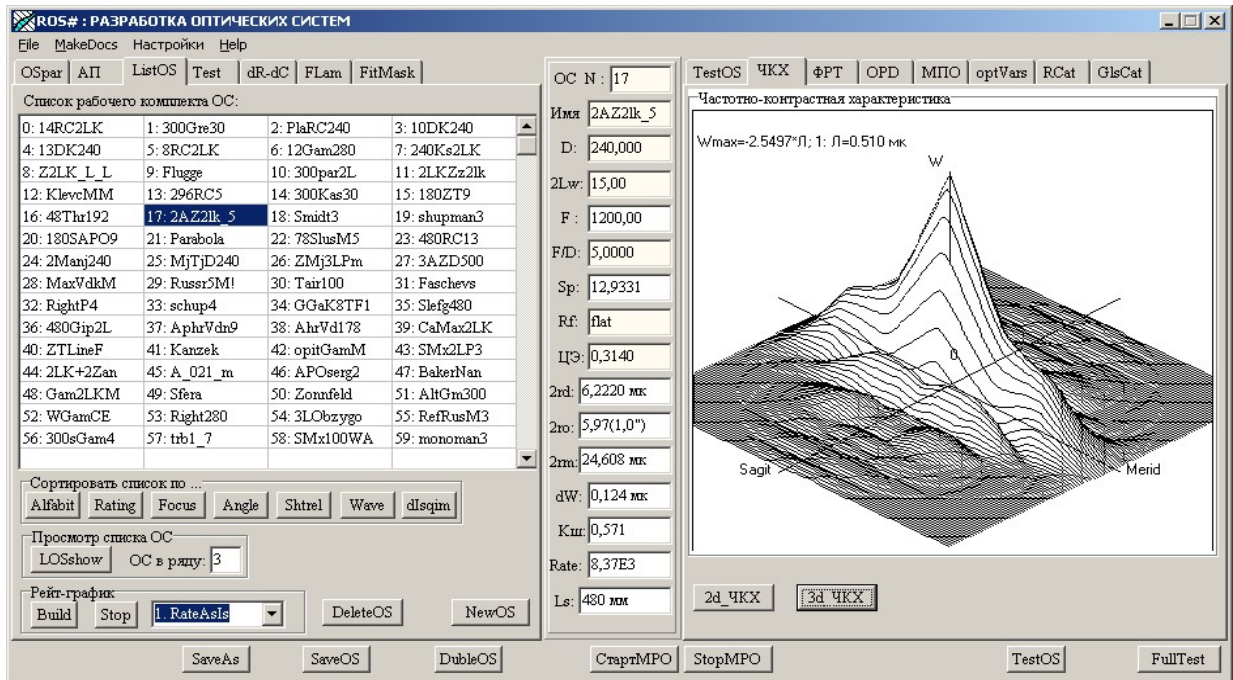 ROS# : РАЗРАБОТКА ОПТИЧЕСКИХ СИСТЕМ
File MakeDocs Настройки Help
OSpar АП ListOS Test dR-dC FLam FitMask
Список рабочего комплекта ОС:
0: 14RC2LK 1: 300Gre30 2: PlaRC240 3: 10DK240
4: 13DK240 5: 8RC2LK 6: 12Gam280 7: 240Ks2LK
8: Z2LK_L_L 9: Flugge 10: 300par2L 11: 2LKZz2lk
12: KlevcMM 13: 296RC5 14: 300Kas30 15: 180ZT9
16: 48Thr192 17: 2AZ2lk_5 18: Smidt3 19: shupman3
20: 180SAPO9 21: Parabola 22: 78SlusM5 23: 480RC13
24: 2Manj240 25: MjTjD240 26: ZMj3LPm 27: 3AZD500
28: MaxVdkM 29: Russr5M! 30: Tair100 31: Faschevs
32: RightP4 33: schup4 34: GGaK8TF1 35: Slefg480
36: 480Gip2L 37: AphrVdn9 38: AhrVd178 39: CaMax2LK
40: ZTLineF 41: Kanzek 42: opitGamM 43: SMx2LP3
44: 2LK+2Zan 45: A_021_m 46: APOserg2 47: BakerNan
48: Gam2LKM 49: Sfera 50: Zonnfeld 51: AltGm300
52: WGamCE 53: Right280 54: 3LObzygo 55: RefRusM3
56: 300sGam4 57: trb1_7 58: SMx100WA 59: monoman3
Сортировать список по ...
Alfabit Rating Focus Angle Shtrel Wave dIsqim
Просмотр списка ОС
LOSshow ОС в ряду: 3
Рейт-график
Build Stop 1. RateAsIs DeleteOS NewOS
ОС N : 17
Имя 2AZ2lk_5
D: 240,000
2Lw: 15,00
F : 1200,00
F/D: 5,0000
Sp: 12,9331
Rf: flat
ЦЭ: 0,3140
2rd: 6,2220 мк
2ro: 5,97(1,0")
2rm: 24,608 мк
dW: 0,124 мк
Кш: 0,571
Rate: 8,37E3
Ls: 480 мм
TestOS ЧКХ ФРТ OPD МПО optVars RCat GlsCat
Частотно-контрастная характеристика
Wmax=-2.5497*Л; 1: Л=0.510 мк
W
0
Sagit Merid
2d_ЧКХ 3d_ЧКХ
SaveAs SaveOS DubleOS СтартМРО StopМРО TestOS FullTest